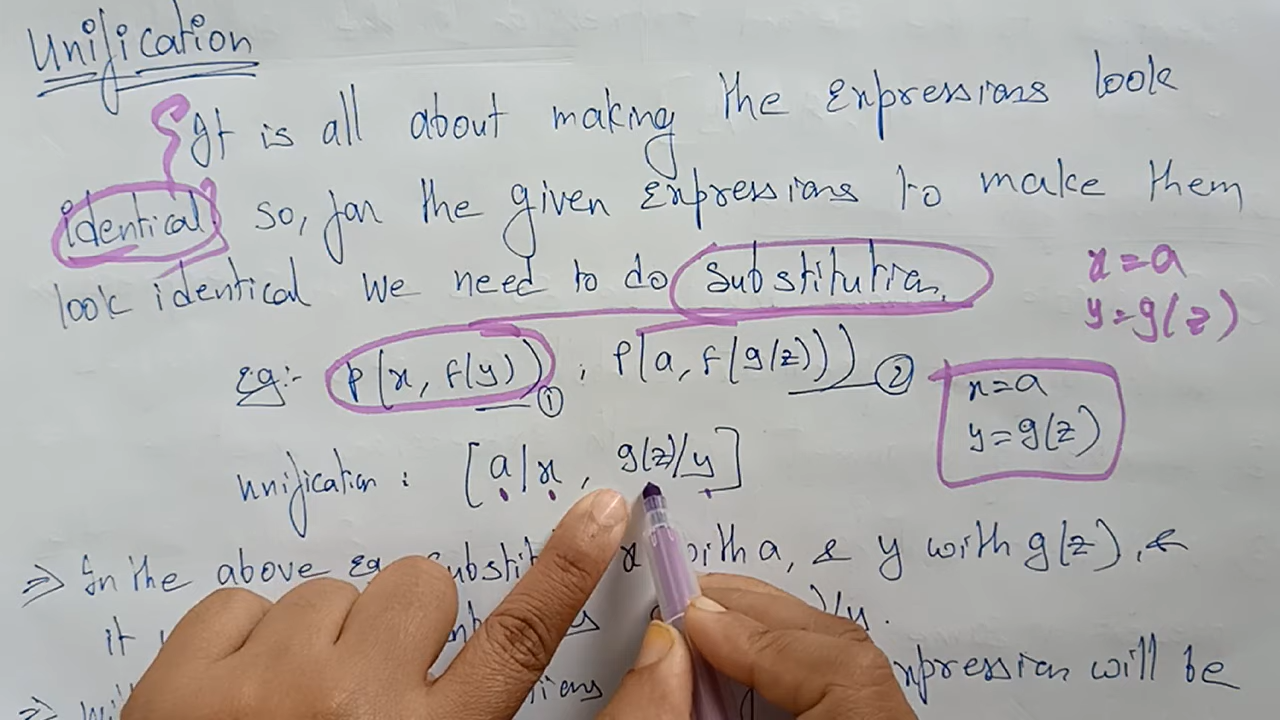 Unification
It is all about making the Expressions look
identical. so, for the given Expressions to make them
look identical we need to do Substitution.
x=a
y=g(z)
Eg:- P(x, f(y)) ① ; P(a, f(g(z))) ②
x=a
y=g(z)
unification : [a/x, g(z)/y]
⇒ In the above Eg x with a, & y with g(z), &
it /y.
⇒ expression will be